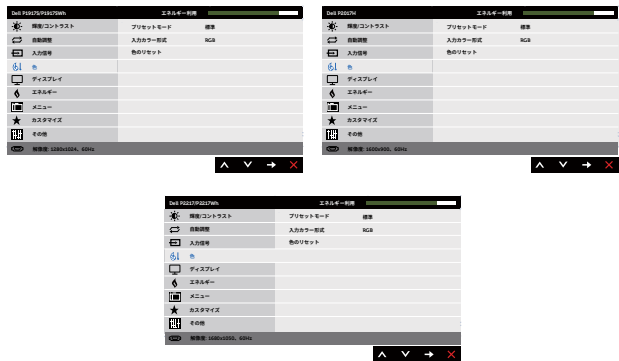 Dell P1917S/P1917SWh エネルギー利用
輝度/コントラスト プリセットモード 標準
自動調整 入力カラー形式 RGB
入力信号 色のリセット
色
ディスプレイ
エネルギー
メニュー
カスタマイズ
その他
解像度: 1280x1024、60Hz
Dell P2017H エネルギー利用
輝度/コントラスト プリセットモード 標準
自動調整 入力カラー形式 RGB
入力信号 色のリセット
色
ディスプレイ
エネルギー
メニュー
カスタマイズ
その他
解像度: 1600x900、60Hz
Dell P2217/P2217Wh エネルギー利用
輝度/コントラスト プリセットモード 標準
自動調整 入力カラー形式 RGB
入力信号 色のリセット
色
ディスプレイ
エネルギー
メニュー
カスタマイズ
その他
解像度: 1680x1050、60Hz